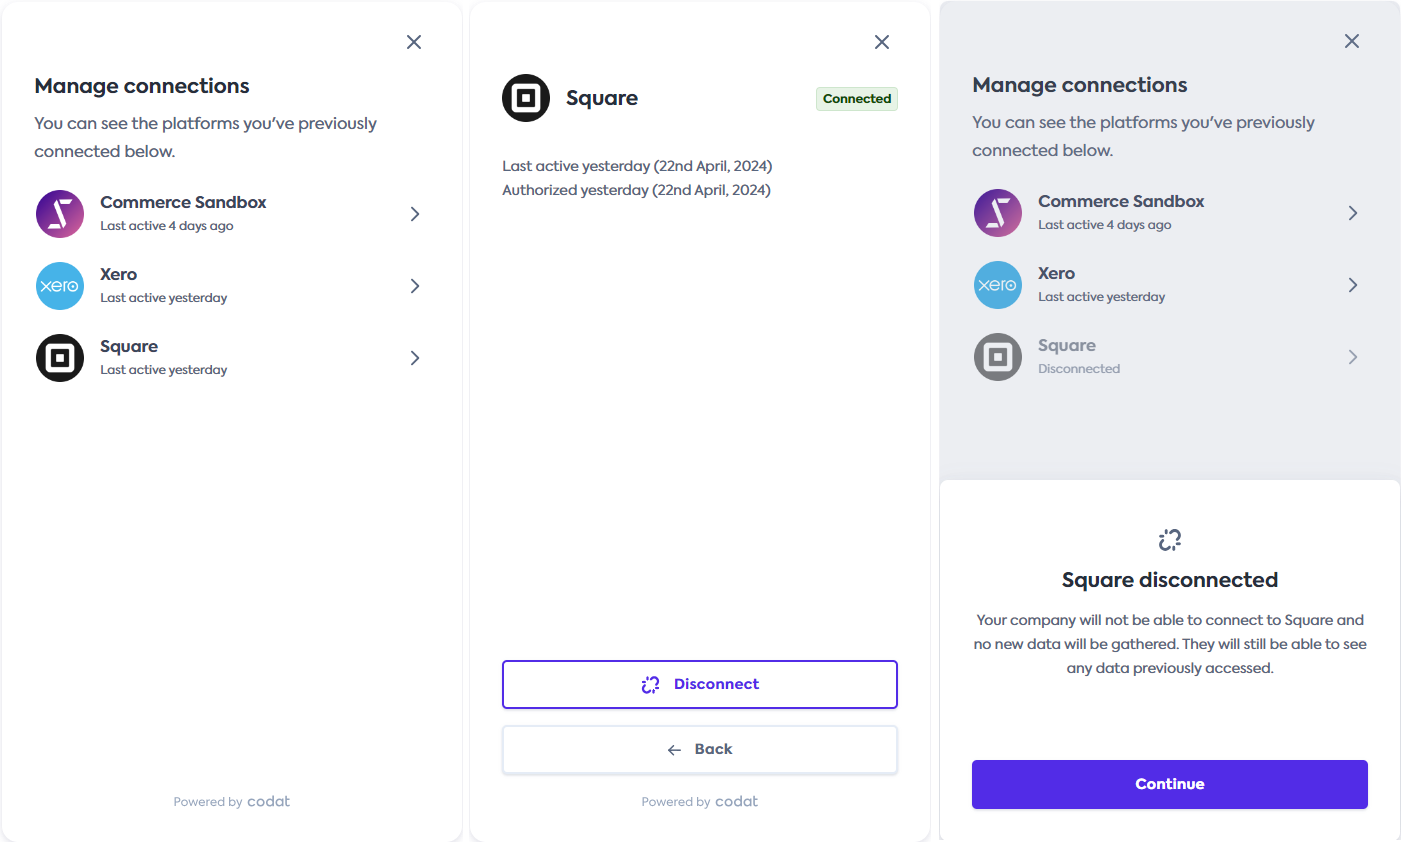 Manage connections
You can see the platforms you've previously
connected below.
Commerce Sandbox
Last active 4 days ago
xero
Xero
Last active yesterday
Square
Last active yesterday
Powered by codat
Square
Connected
Last active yesterday (22nd April, 2024)
Authorized yesterday (22nd April, 2024)
Disconnect
Back
Powered by codat
Manage connections
You can see the platforms you've previously
connected below.
Commerce Sandbox
Last active 4 days ago
xero
Xero
Last active yesterday
Square
Disconnected
Square disconnected
Your company will not be able to connect to Square and
no new data will be gathered. They will still be able to see
any data previously accessed.
Continue